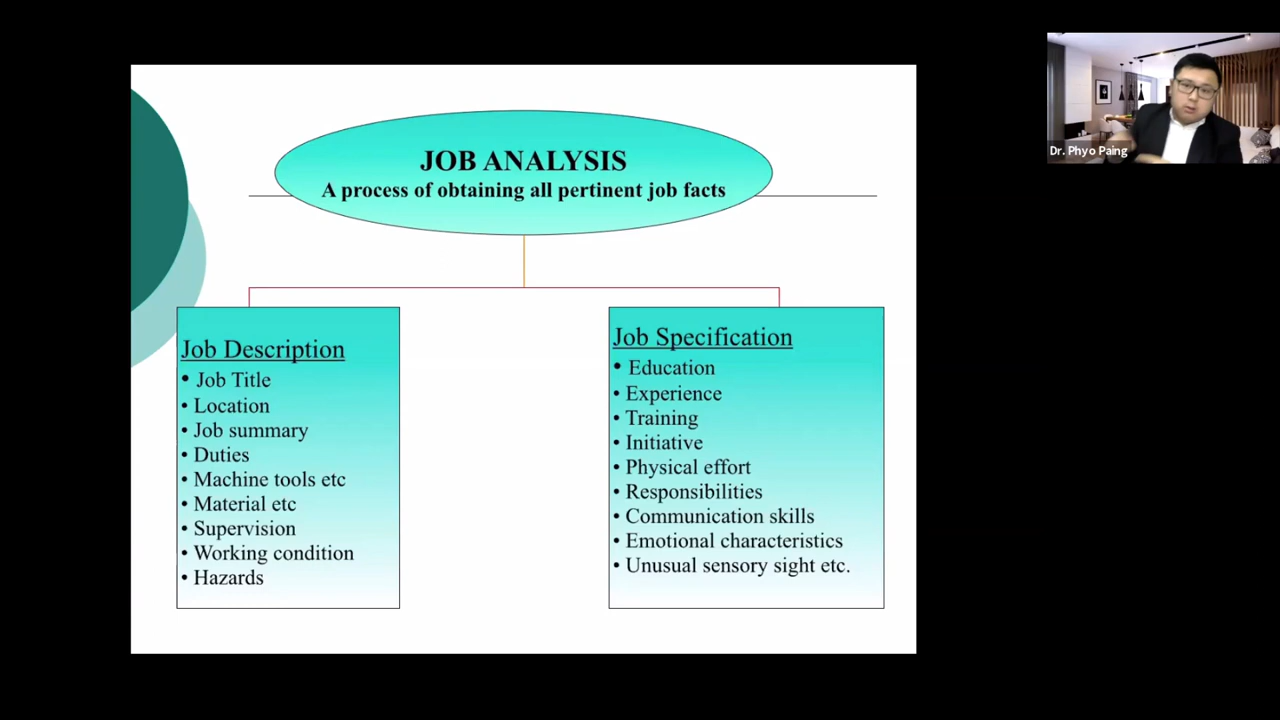 JOB ANALYSIS
A process of obtaining all pertinent job facts
Job Description
• Job Title
• Location
• Job summary
• Duties
• Machine tools etc
• Material etc
• Supervision
• Working condition
• Hazards
Job Specification
• Education
• Experience
• Training
• Initiative
• Physical effort
• Responsibilities
• Communication skills
• Emotional characteristics
• Unusual sensory sight etc.
Dr. Phyo Paing